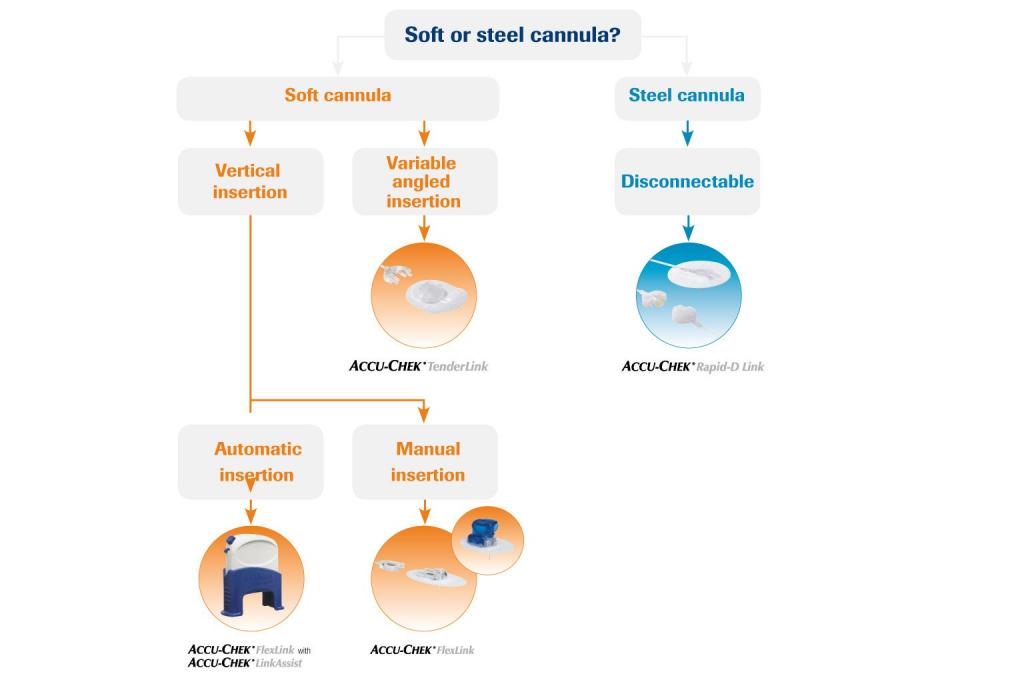 Soft or steel cannula?
Soft cannula
Steel cannula
Vertical
insertion
Variable
angled
insertion
Disconnectable
ACCU-CHEK® TenderLink
ACCU-CHEK® Rapid-D Link
Automatic
insertion
Manual
insertion
ACCU-CHEK® FlexLink with
ACCU-CHEK® LinkAssist
ACCU-CHEK® FlexLink